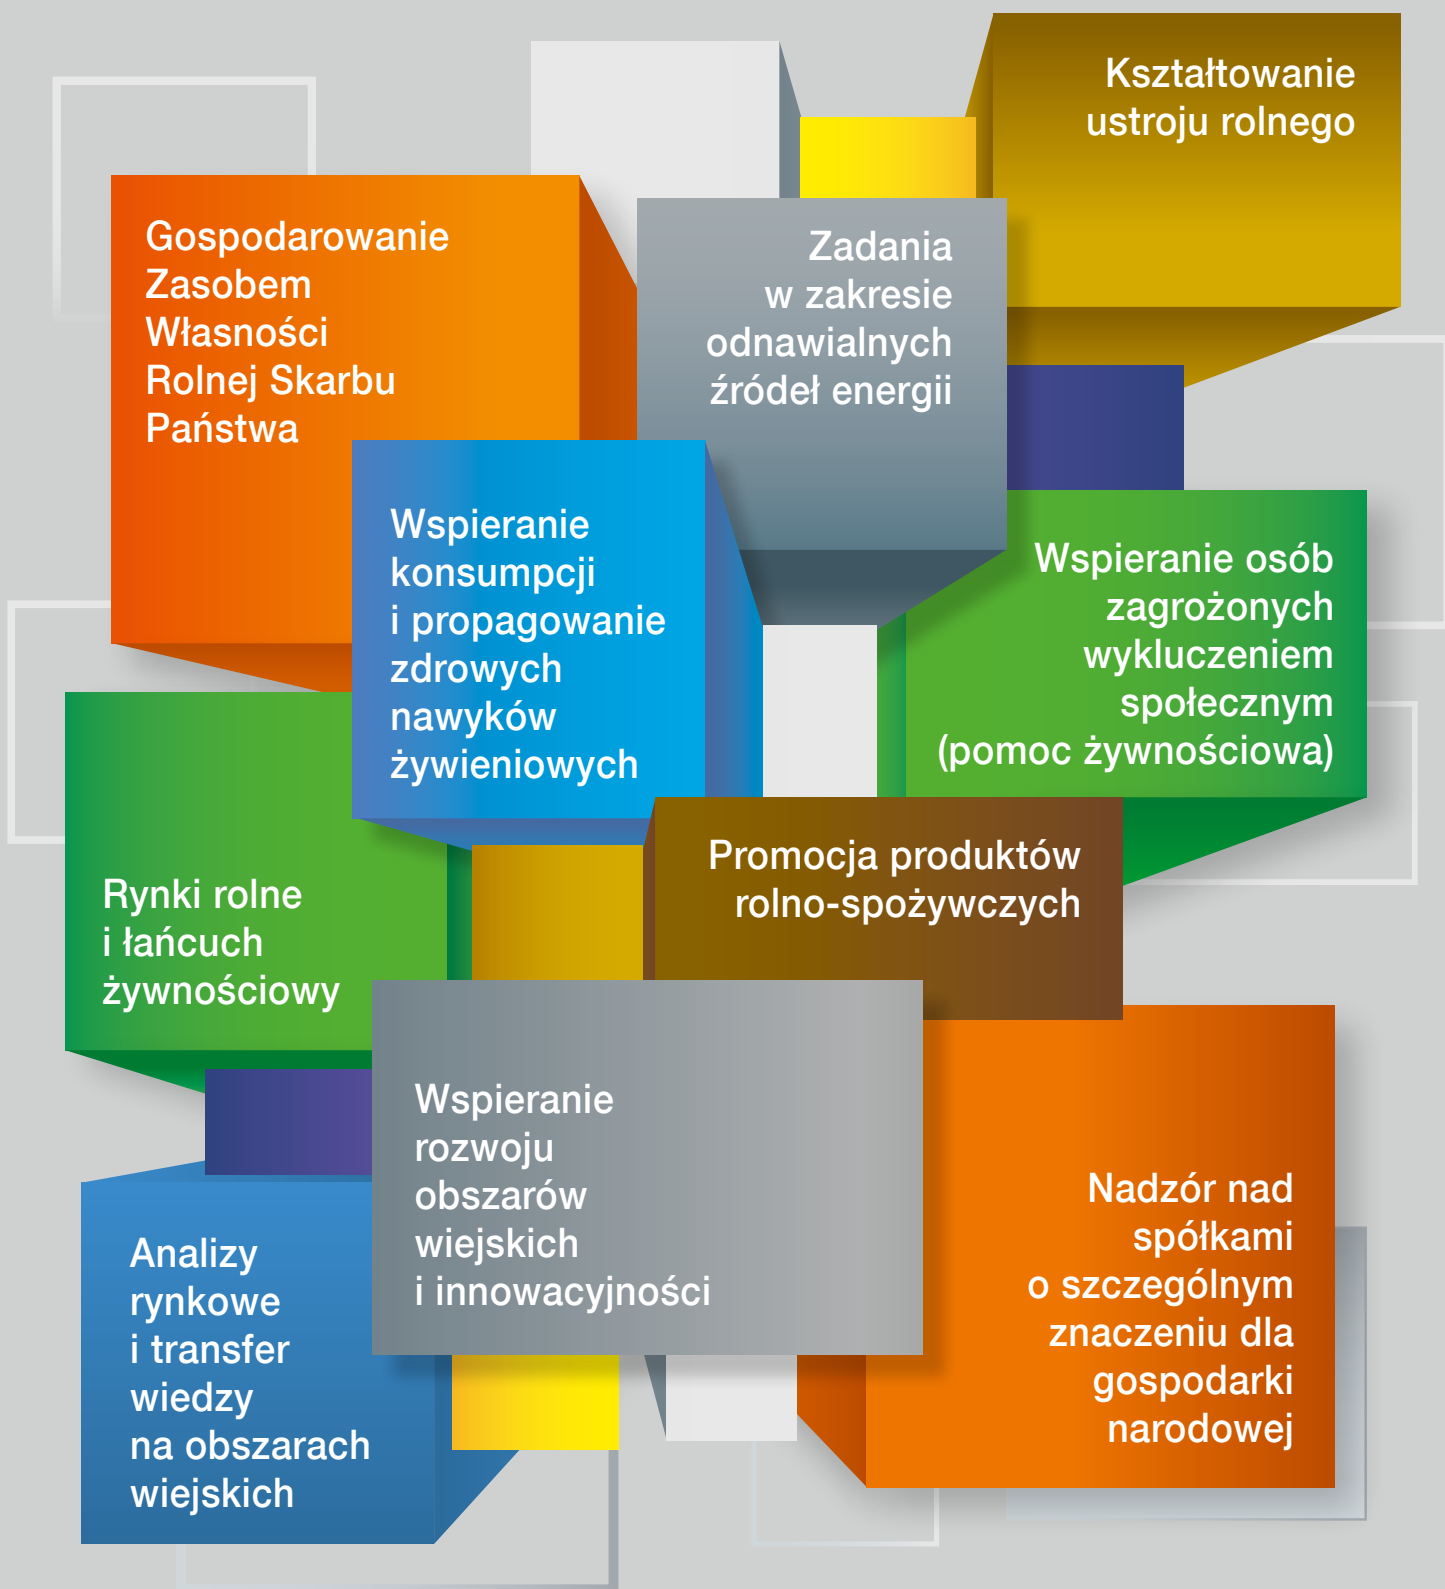 Kształtowanie
ustroju rolnego
Gospodarowanie
Zasobem
Własności
Rolnej Skarbu
Państwa
Zadania
w zakresie
odnawialnych
źródeł energii
Wspieranie
konsumpcji
i propagowanie
zdrowych
nawyków
żywieniowych
Wspieranie osób
zagrożonych
wykluczeniem
społecznym
(pomoc żywnościowa)
Rynki rolne
i łańcuch
żywnościowy
Promocja produktów
rolno-spożywczych
Wspieranie
rozwoju
obszarów
wiejskich
i innowacyjności
Nadzór nad
spółkami
o szczególnym
znaczeniu dla
gospodarki
narodowej
Analizy
rynkowe
i transfer
wiedzy
na obszarach
wiejskich